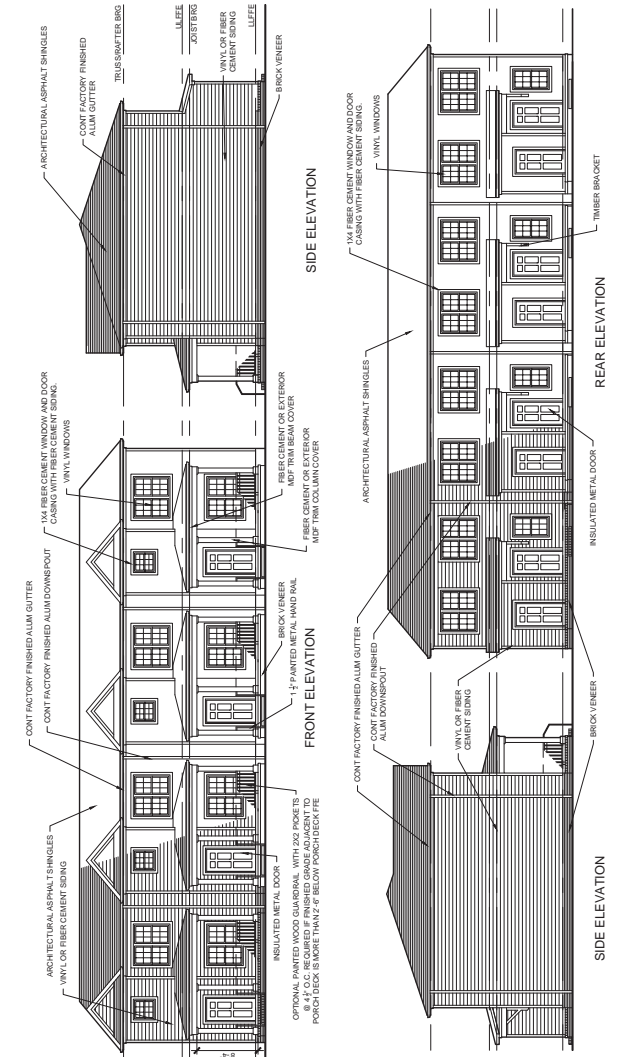 ARCHITECTURAL ASPHALT SHINGLES
VINYL OR FIBER CEMENT SIDING
CONT FACTORY FINISHED ALUM GUTTER
CONT FACTORY FINISHED ALUM DOWNSPOUT
1X4 FIBER CEMENT WINDOW AND DOOR
CASING WITH FIBER CEMENT SIDING.
VINYL WINDOWS
OPTIONAL PAINTED WOOD GUARDRAIL WITH 2X2 PICKETS
@ 4½" O.C. REQUIRED IF FINISHED GRADE ADJACENT TO
PORCH DECK IS MORE THAN 2'-6" BELOW PORCH DECK FFE
INSULATED METAL DOOR
BRICK VENEER
1½" PAINTED METAL HAND RAIL
FIBER CEMENT OR EXTERIOR
MDF TRIM COLUMN COVER
FIBER CEMENT OR EXTERIOR
MDF TRIM BEAM COVER
FRONT ELEVATION
ARCHITECTURAL ASPHALT SHINGLES
CONT FACTORY FINISHED
ALUM GUTTER
TRUSS/RAFTER BRG
ULFFE
JOIST BRG
LLFFE
VINYL OR FIBER
CEMENT SIDING
BRICK VENEER
SIDE ELEVATION
CONT FACTORY FINISHED ALUM GUTTER
CONT FACTORY FINISHED
ALUM DOWNSPOUT
VINYL OR FIBER
CEMENT SIDING
BRICK VENEER
SIDE ELEVATION
ARCHITECTURAL ASPHALT SHINGLES
1X4 FIBER CEMENT WINDOW AND DOOR
CASING WITH FIBER CEMENT SIDING.
VINYL WINDOWS
INSULATED METAL DOOR
TIMBER BRACKET
REAR ELEVATION